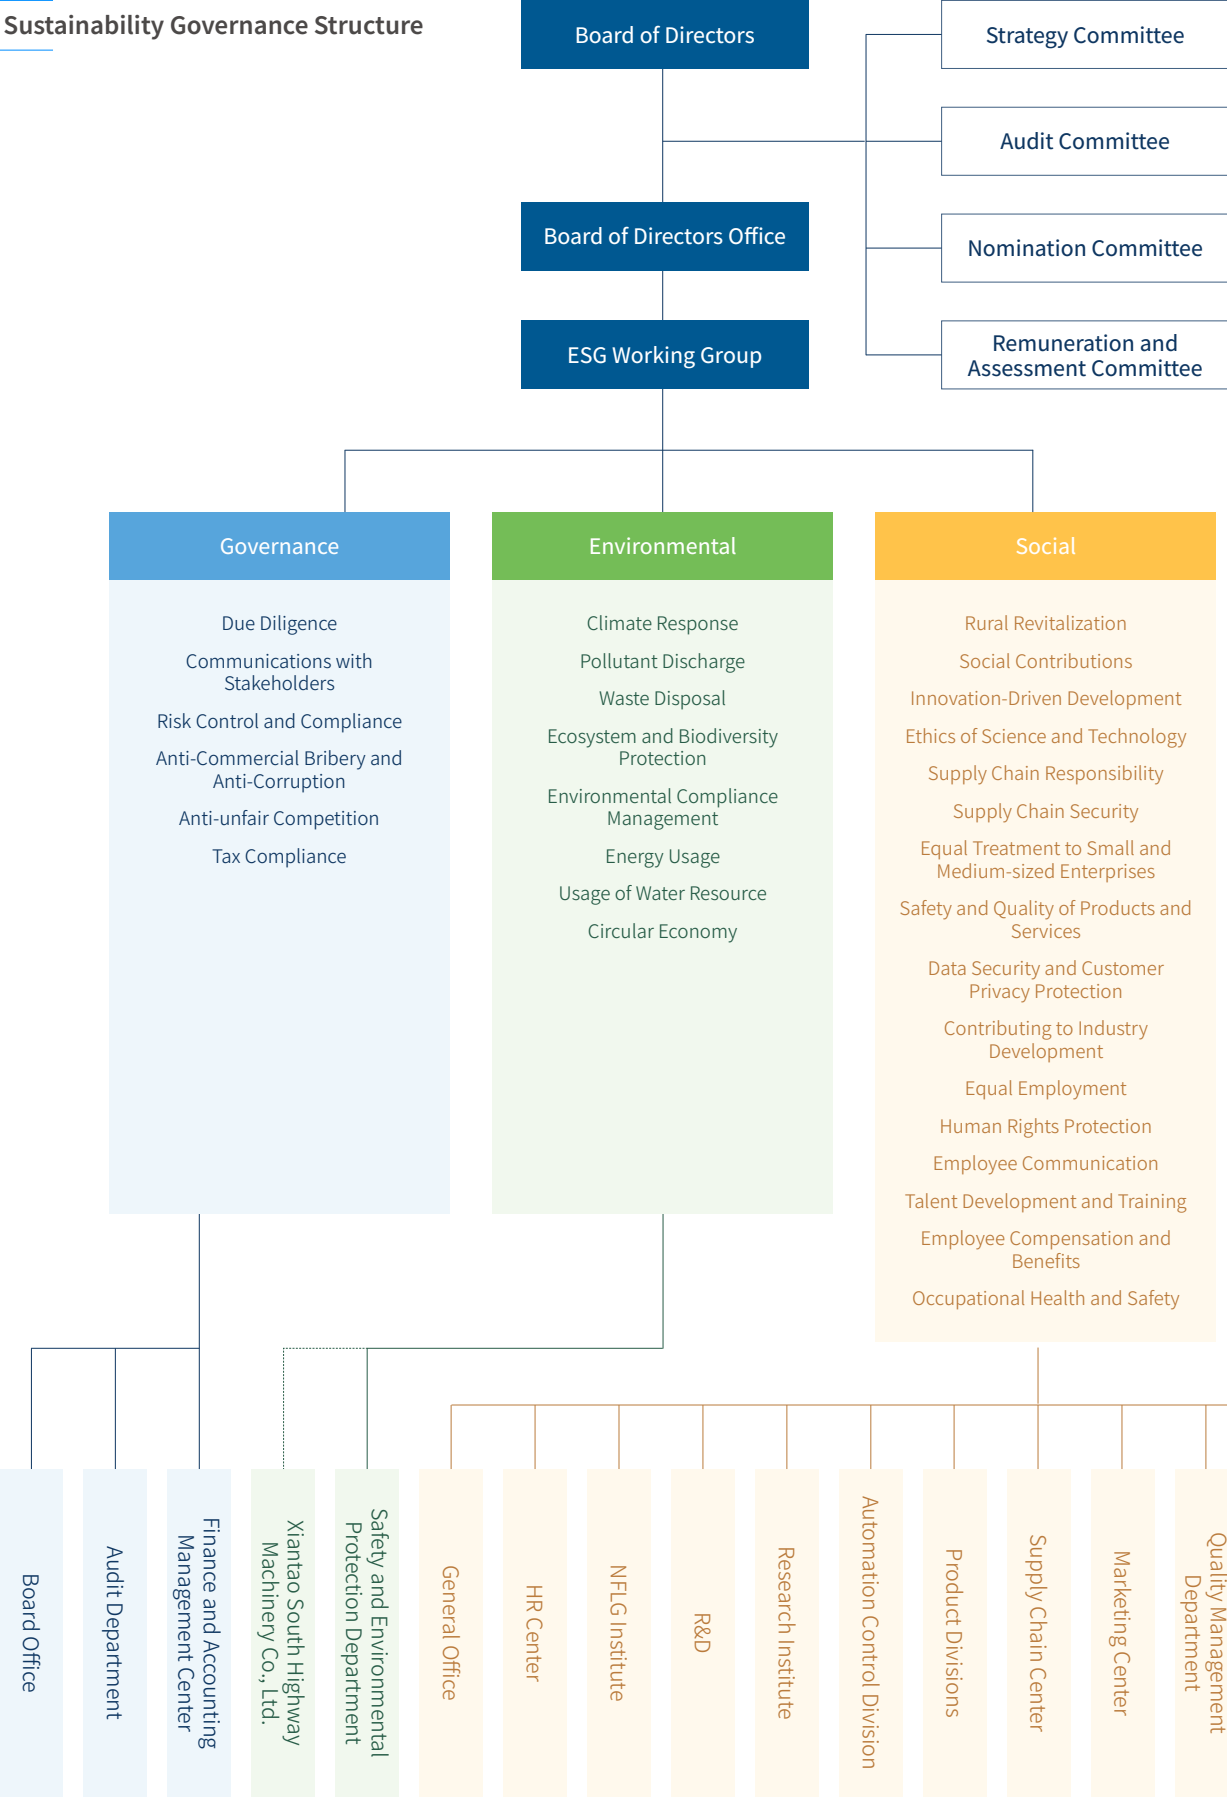 Sustainability Governance Structure
Board of Directors
Strategy Committee
Audit Committee
Board of Directors Office
Nomination Committee
ESG Working Group
Remuneration and
Assessment Committee
Governance
Due Diligence
Communications with
Stakeholders
Risk Control and Compliance
Anti-Commercial Bribery and
Anti-Corruption
Anti-unfair Competition
Tax Compliance
Environmental
Climate Response
Pollutant Discharge
Waste Disposal
Ecosystem and Biodiversity
Protection
Environmental Compliance
Management
Energy Usage
Usage of Water Resource
Circular Economy
Social
Rural Revitalization
Social Contributions
Innovation-Driven Development
Ethics of Science and Technology
Supply Chain Responsibility
Supply Chain Security
Equal Treatment to Small and
Medium-sized Enterprises
Safety and Quality of Products and
Services
Data Security and Customer
Privacy Protection
Contributing to Industry
Development
Equal Employment
Human Rights Protection
Employee Communication
Talent Development and Training
Employee Compensation and
Benefits
Occupational Health and Safety
Board Office
Audit Department
Finance and Accounting
Management Center
Xiantao South Highway
Machinery Co., Ltd.
Safety and Environmental
Protection Department
General Office
HR Center
NFLG Institute
R&D
Research Institute
Automation Control Division
Product Divisions
Supply Chain Center
Marketing Center
Quality Management
Department